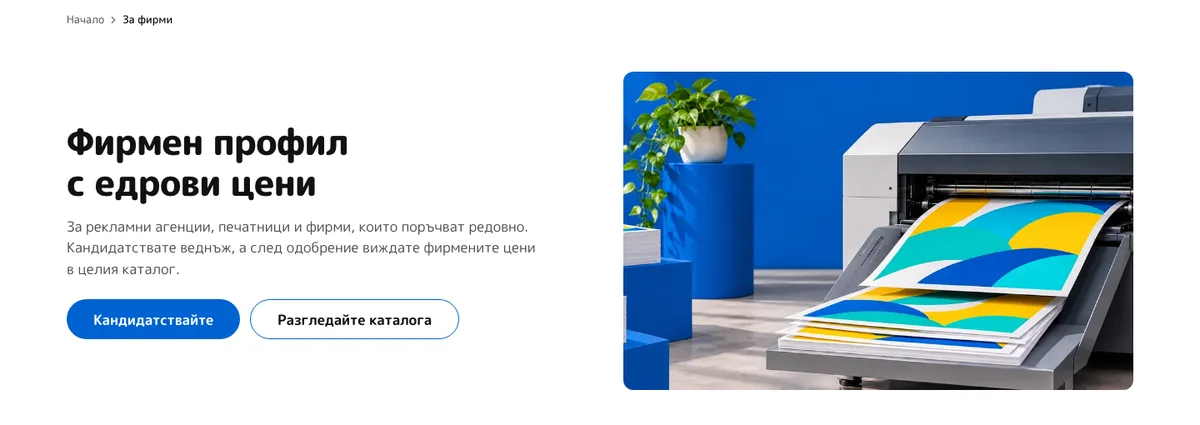 Начало > За фирми
Фирмен профил
с едрови цени
За рекламни агенции, печатници и фирми, които поръчват редовно.
Кандидатствате веднъж, а след одобрение виждате фирмените цени
в целия каталог.
Кандидатствайте
Разгледайте каталога